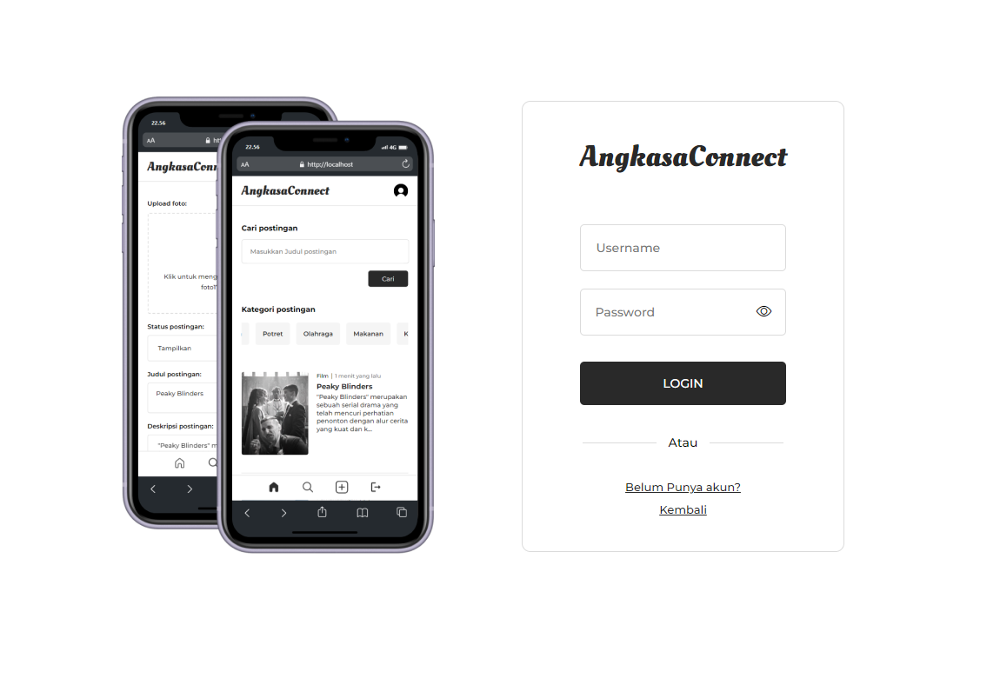 22.56
AA
htt
AngkasaConn
Upload foto:
Klik untuk meng
foto!1
Status postingan:
Tampilkan
Judul postingan:
Peaky Blinders
Deskripsi postingan:
"Peaky Blinders" m
22.56
4G
AA
http://localhost
AngkasaConnect
Cari postingan
Masukkan Judul postingan
Cari
Kategori postingan
Potret
Olahraga
Makanan
K
Film | 1 menit yang lalu
Peaky Blinders
"Peaky Blinders" merupakan
sebuah serial drama yang
telah mencuri perhatian
penonton dengan alur cerita
yang kuat dan k...
AngkasaConnect
Username
Password
LOGIN
Atau
Belum Punya akun?
Kembali